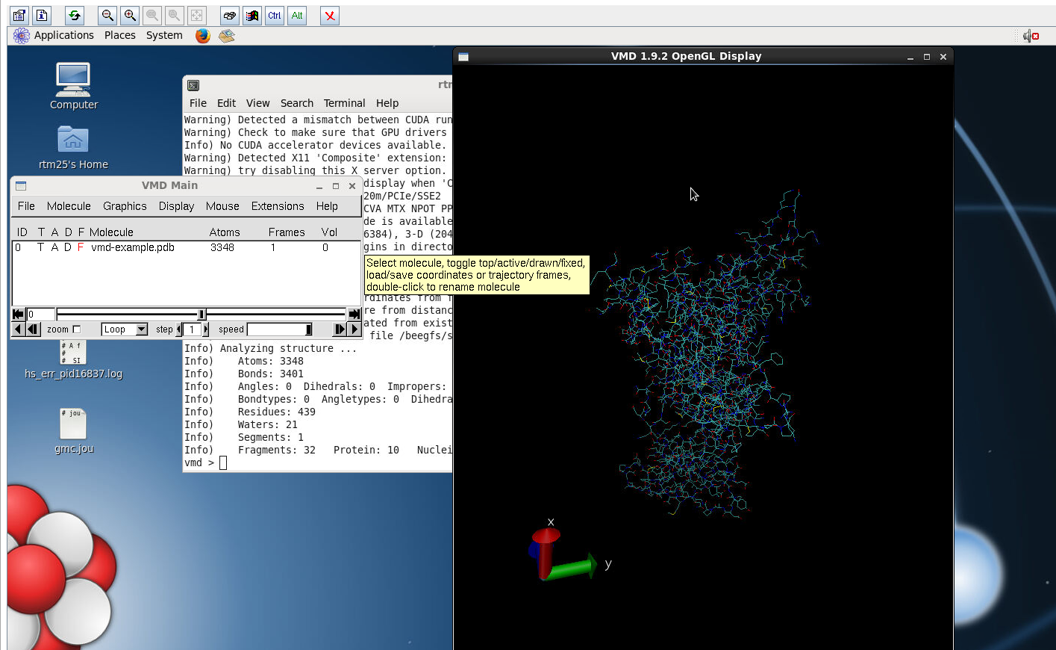 Ctrl Alt
Applications Places System
Computer
rtm25's Home
# A f
#
# SI
hs_err_pid16837.log
# jou
gmc.jou
rtm
File Edit View Search Terminal Help
Warning) Detected a mismatch between CUDA run
Warning) Check to make sure that GPU drivers
Info) No CUDA accelerator devices available.
Warning) Detected X11 'Composite' extension:
Warning) try disabling this X server option.
display when 'C
20m/PCIe/SSE2
CVA MTX NPOT PP
de is available
6384), 3-D (204
gins in directo
rdinates from f
re from distanc
ated from exist
file /beegfs/s
Info) Analyzing structure ...
Info) Atoms: 3348
Info) Bonds: 3401
Info) Angles: 0 Dihedrals: 0 Impropers:
Info) Bondtypes: 0 Angletypes: 0 Dihedra
Info) Residues: 439
Info) Waters: 21
Info) Segments: 1
Info) Fragments: 32 Protein: 10 Nuclei
vmd >
VMD Main
File Molecule Graphics Display Mouse Extensions Help
ID T A D F Molecule Atoms Frames Vol
0 T A D F vmd-example.pdb 3348 1 0
0
zoom Loop step 1 speed
Select molecule, toggle top/active/drawn/fixed,
load/save coordinates or trajectory frames,
double-click to rename molecule
VMD 1.9.2 OpenGL Display
x
y